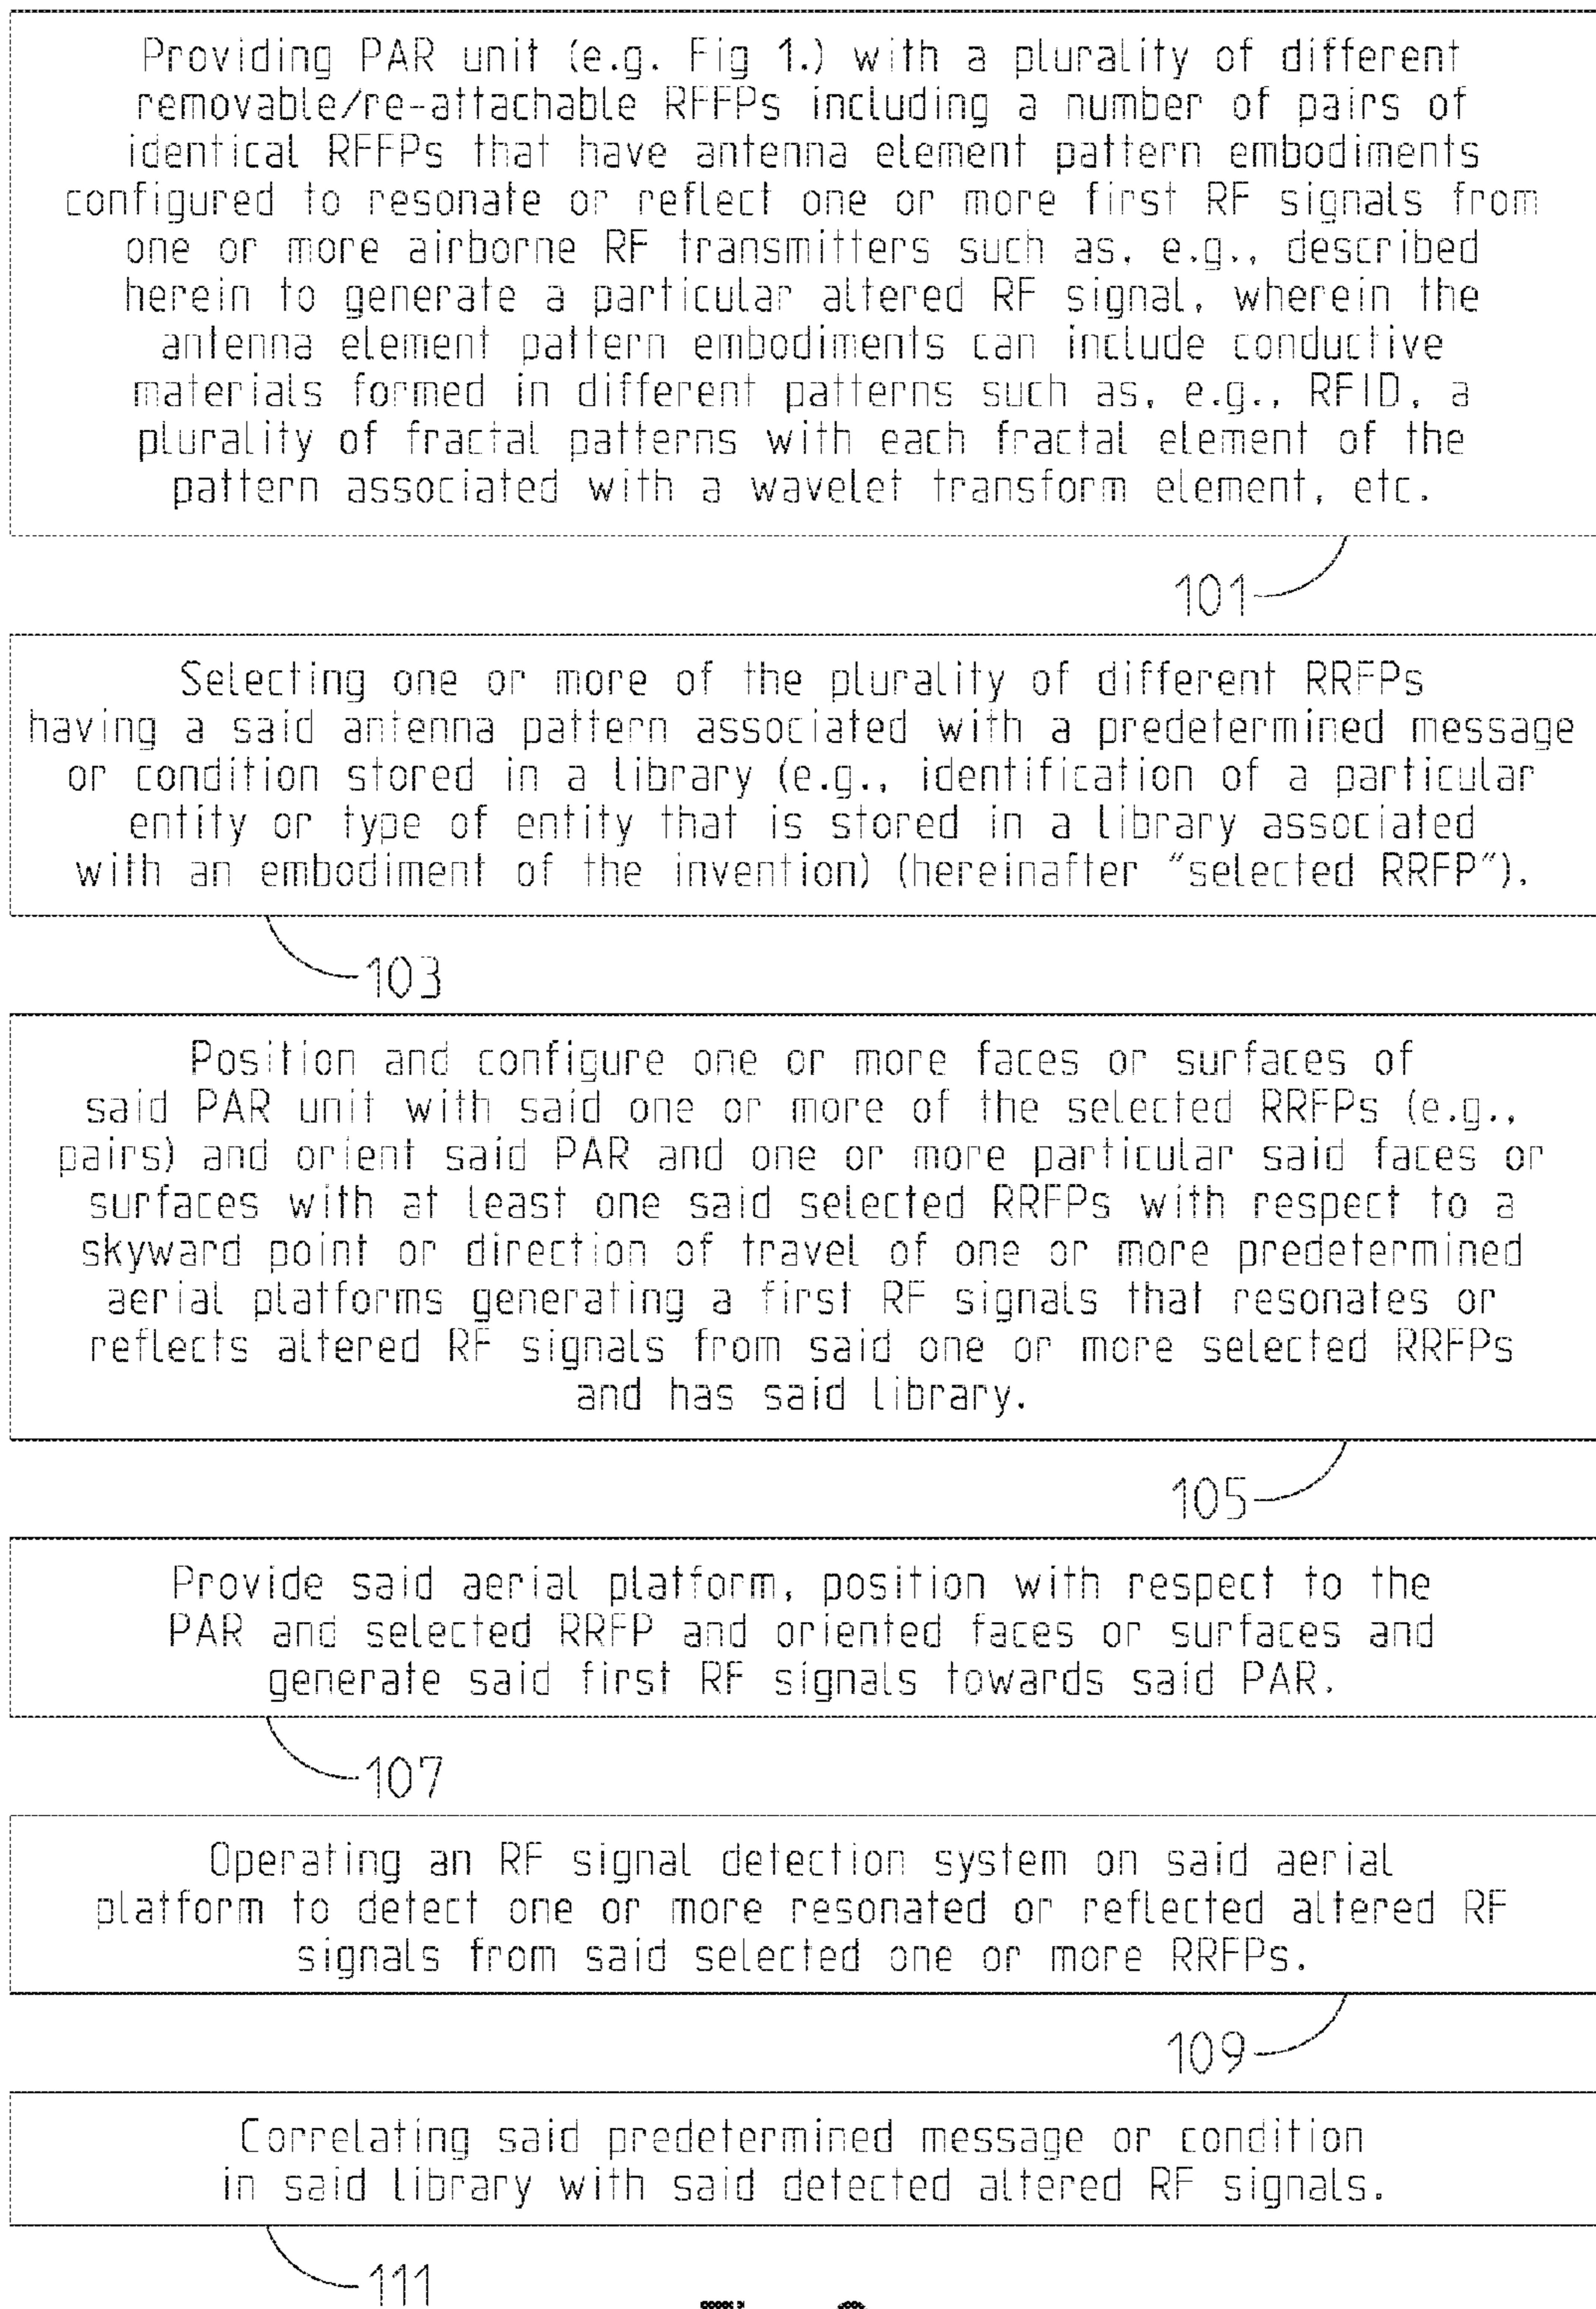 Providing PAR unit (e.g. Fig 1.) with a plurality of different
removable/re-attachable RFFPs including a number of pairs of
identical RFFPs that have antenna element pattern embodiments
configured to resonate or reflect one or more first RF signals from
one or more airborne RF transmitters such as, e.g., described
herein to generate a particular altered RF signal, wherein the
antenna element pattern embodiments can include conductive
materials formed in different patterns such as, e.g., RFID, a
plurality of fractal patterns with each fractal element of the
pattern associated with a wavelet transform element, etc.
101
Selecting one or more of the plurality of different RRFPs
having a said antenna pattern associated with a predetermined message
or condition stored in a library (e.g., identification of a particular
entity or type of entity that is stored in a library associated
with an embodiment of the invention) (hereinafter "selected RRFP").
103
Position and configure one or more faces or surfaces of
said PAR unit with said one or more of the selected RRFPs (e.g.,
pairs) and orient said PAR and one or more particular said faces or
surfaces with at least one said selected RRFPs with respect to a
skyward point or direction of travel of one or more predetermined
aerial platforms generating a first RF signals that resonates or
reflects altered RF signals from said one or more selected RRFPs
and has said library.
105
Provide said aerial platform, position with respect to the
PAR and selected RRFP and oriented faces or surfaces and
generate said first RF signals towards said PAR.
107
Operating an RF signal detection system on said aerial
platform to detect one or more resonated or reflected altered RF
signals from said selected one or more RRFPs.
109
Correlating said predetermined message or condition
in said library with said detected altered RF signals.
111